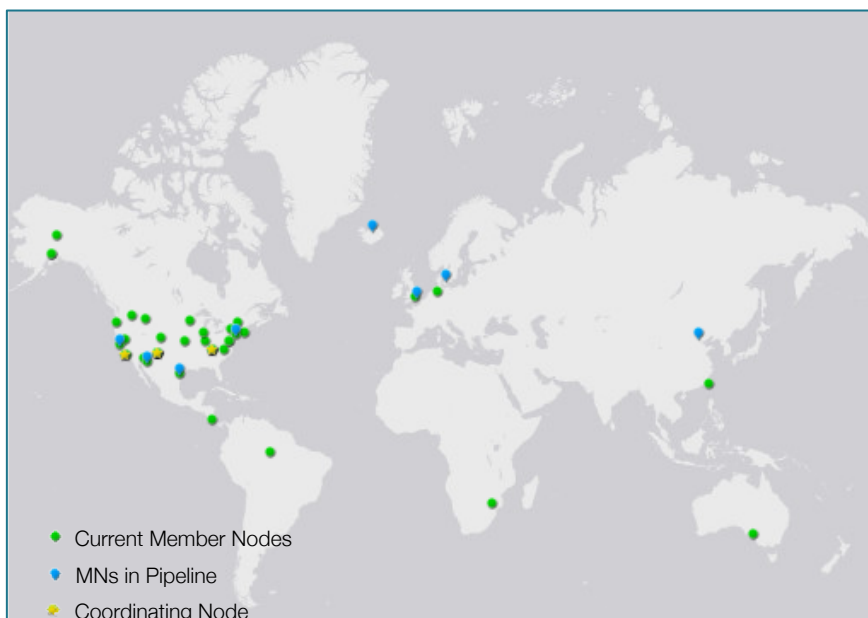 Current Member Nodes
MNs in Pipeline
Coordinating Node